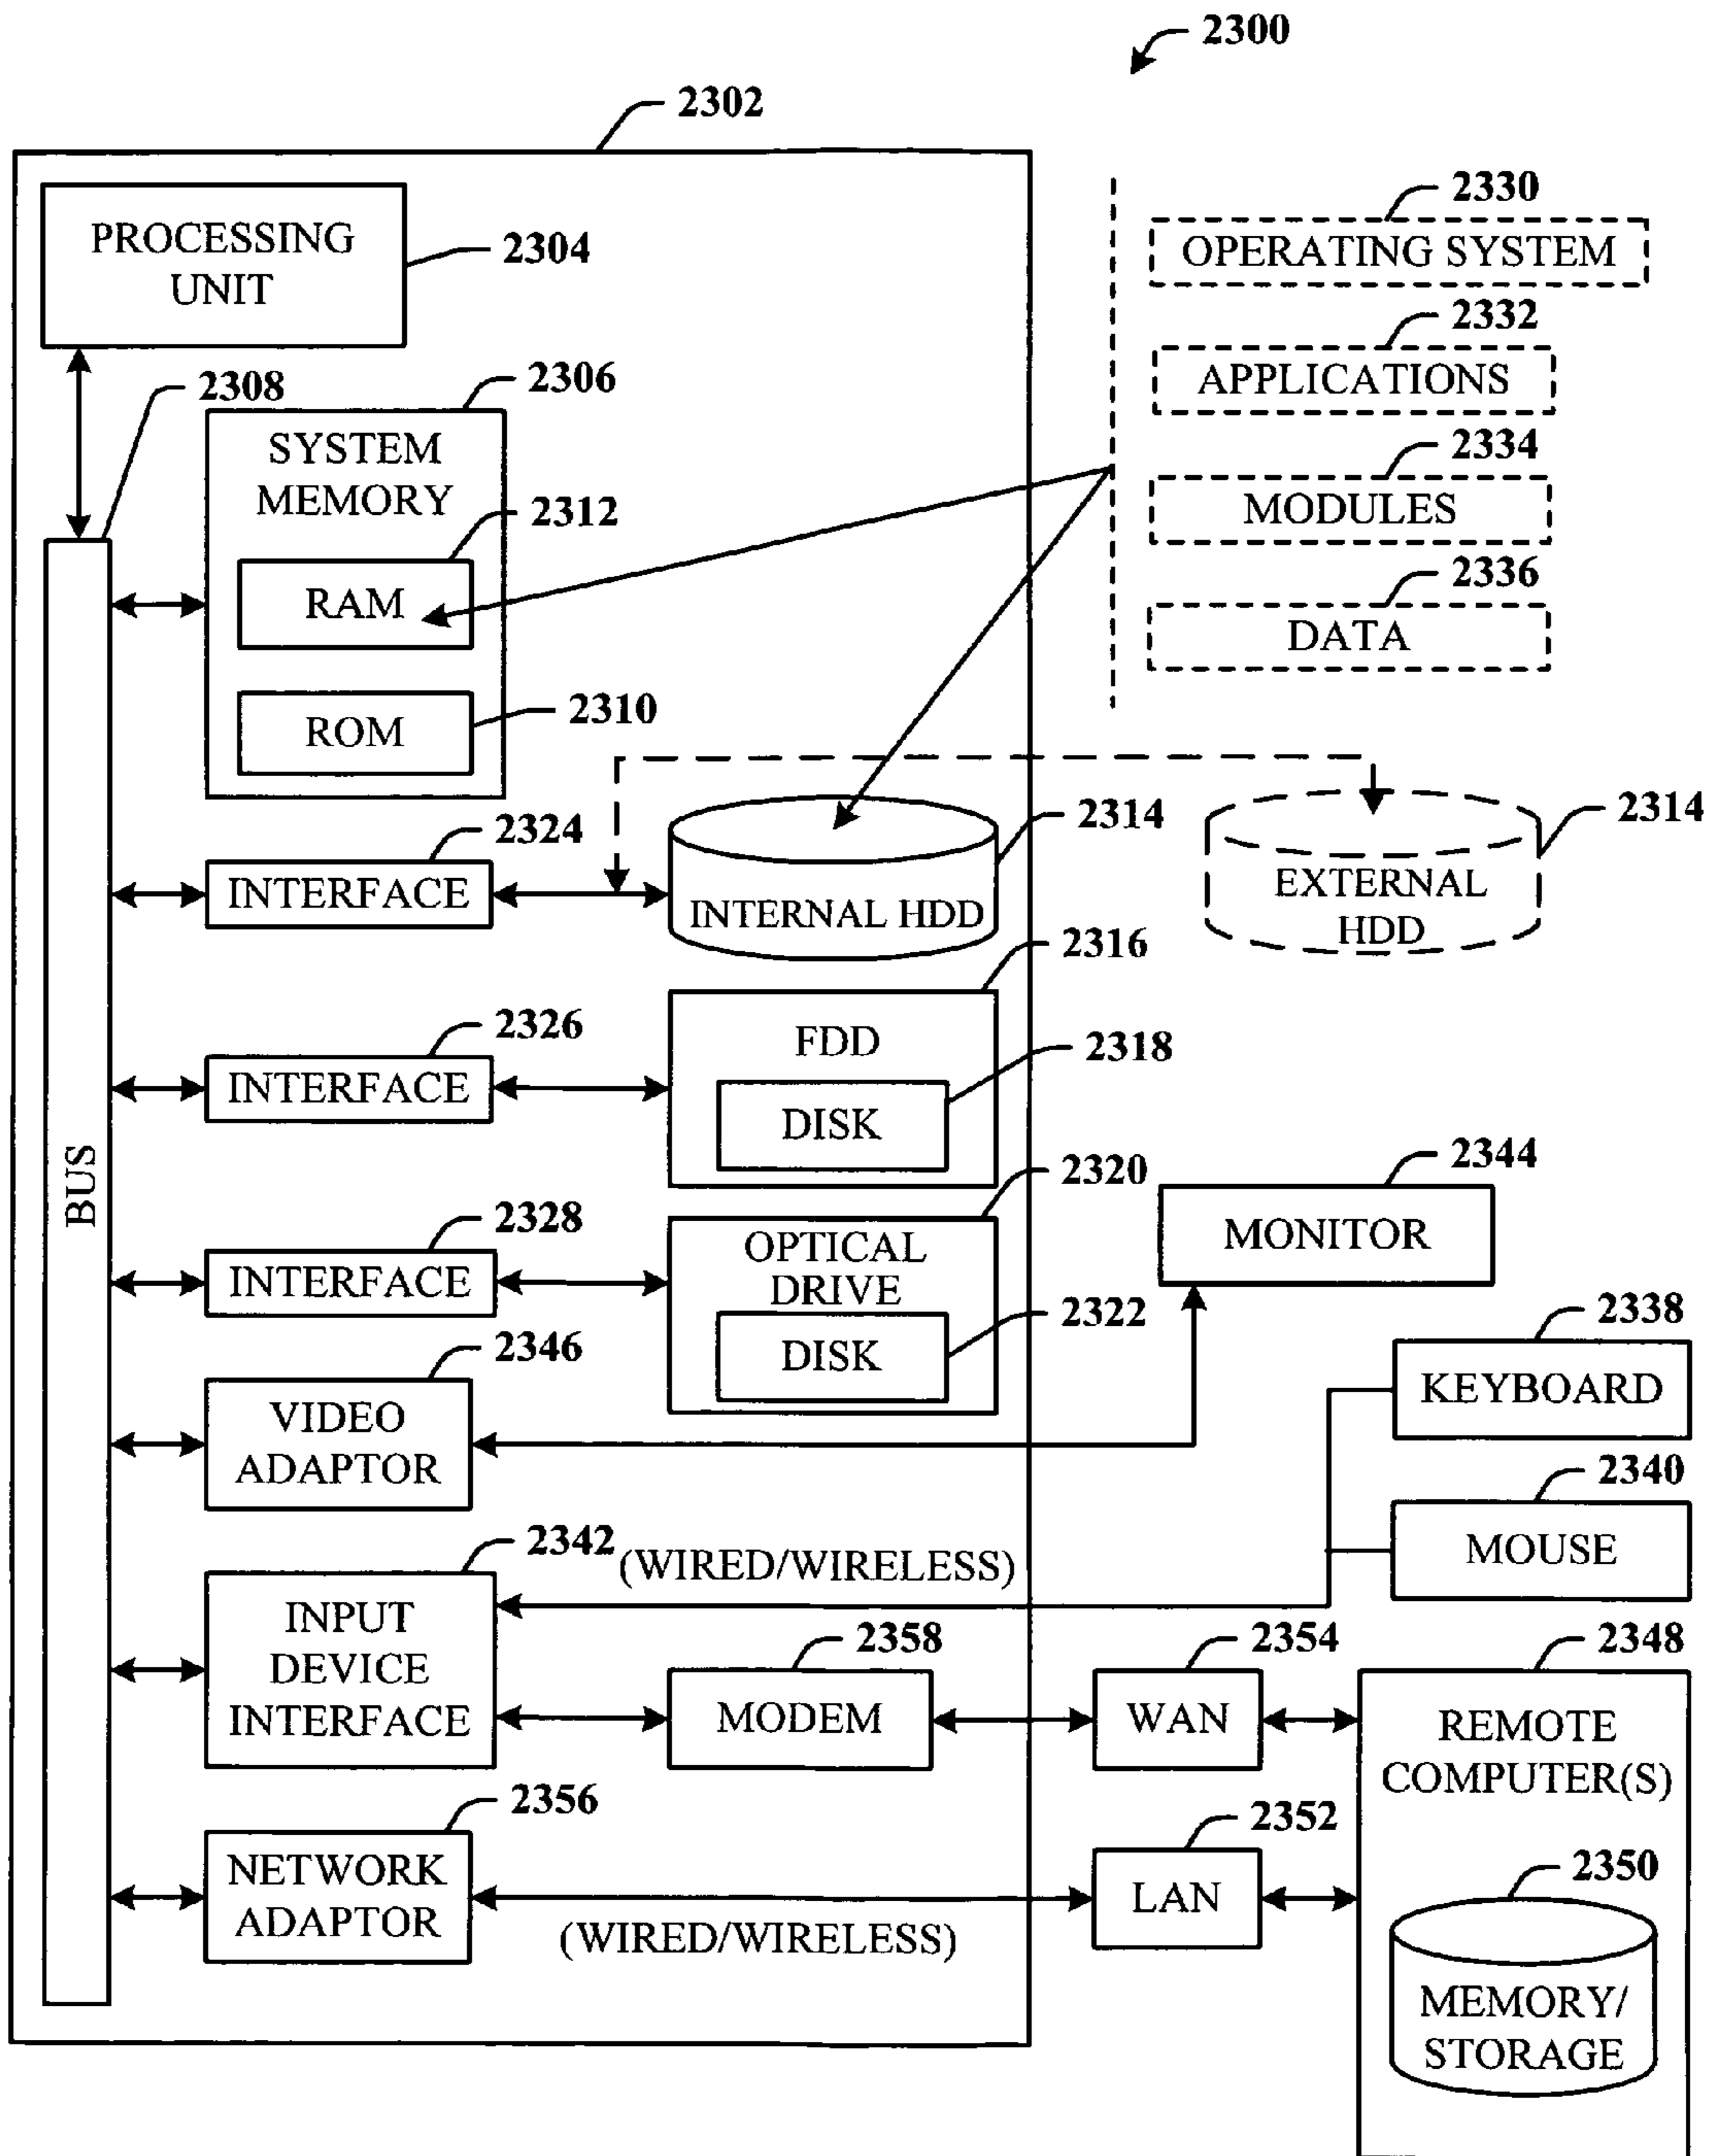 2300
2302
PROCESSING
UNIT
2304
2330
OPERATING SYSTEM
2332
APPLICATIONS
2334
MODULES
2336
DATA
2308
2306
SYSTEM
MEMORY
2312
RAM
2310
ROM
BUS
2324
INTERFACE
2314
INTERNAL HDD
2314
EXTERNAL
HDD
2316
FDD
2326
INTERFACE
2318
DISK
2320
OPTICAL
DRIVE
2328
INTERFACE
2322
DISK
2344
MONITOR
2346
VIDEO
ADAPTOR
2338
KEYBOARD
2340
MOUSE
2342
(WIRED/WIRELESS)
INPUT
DEVICE
INTERFACE
2358
MODEM
2354
WAN
2348
REMOTE
COMPUTER(S)
2356
NETWORK
ADAPTOR
(WIRED/WIRELESS)
2352
LAN
2350
MEMORY/
STORAGE